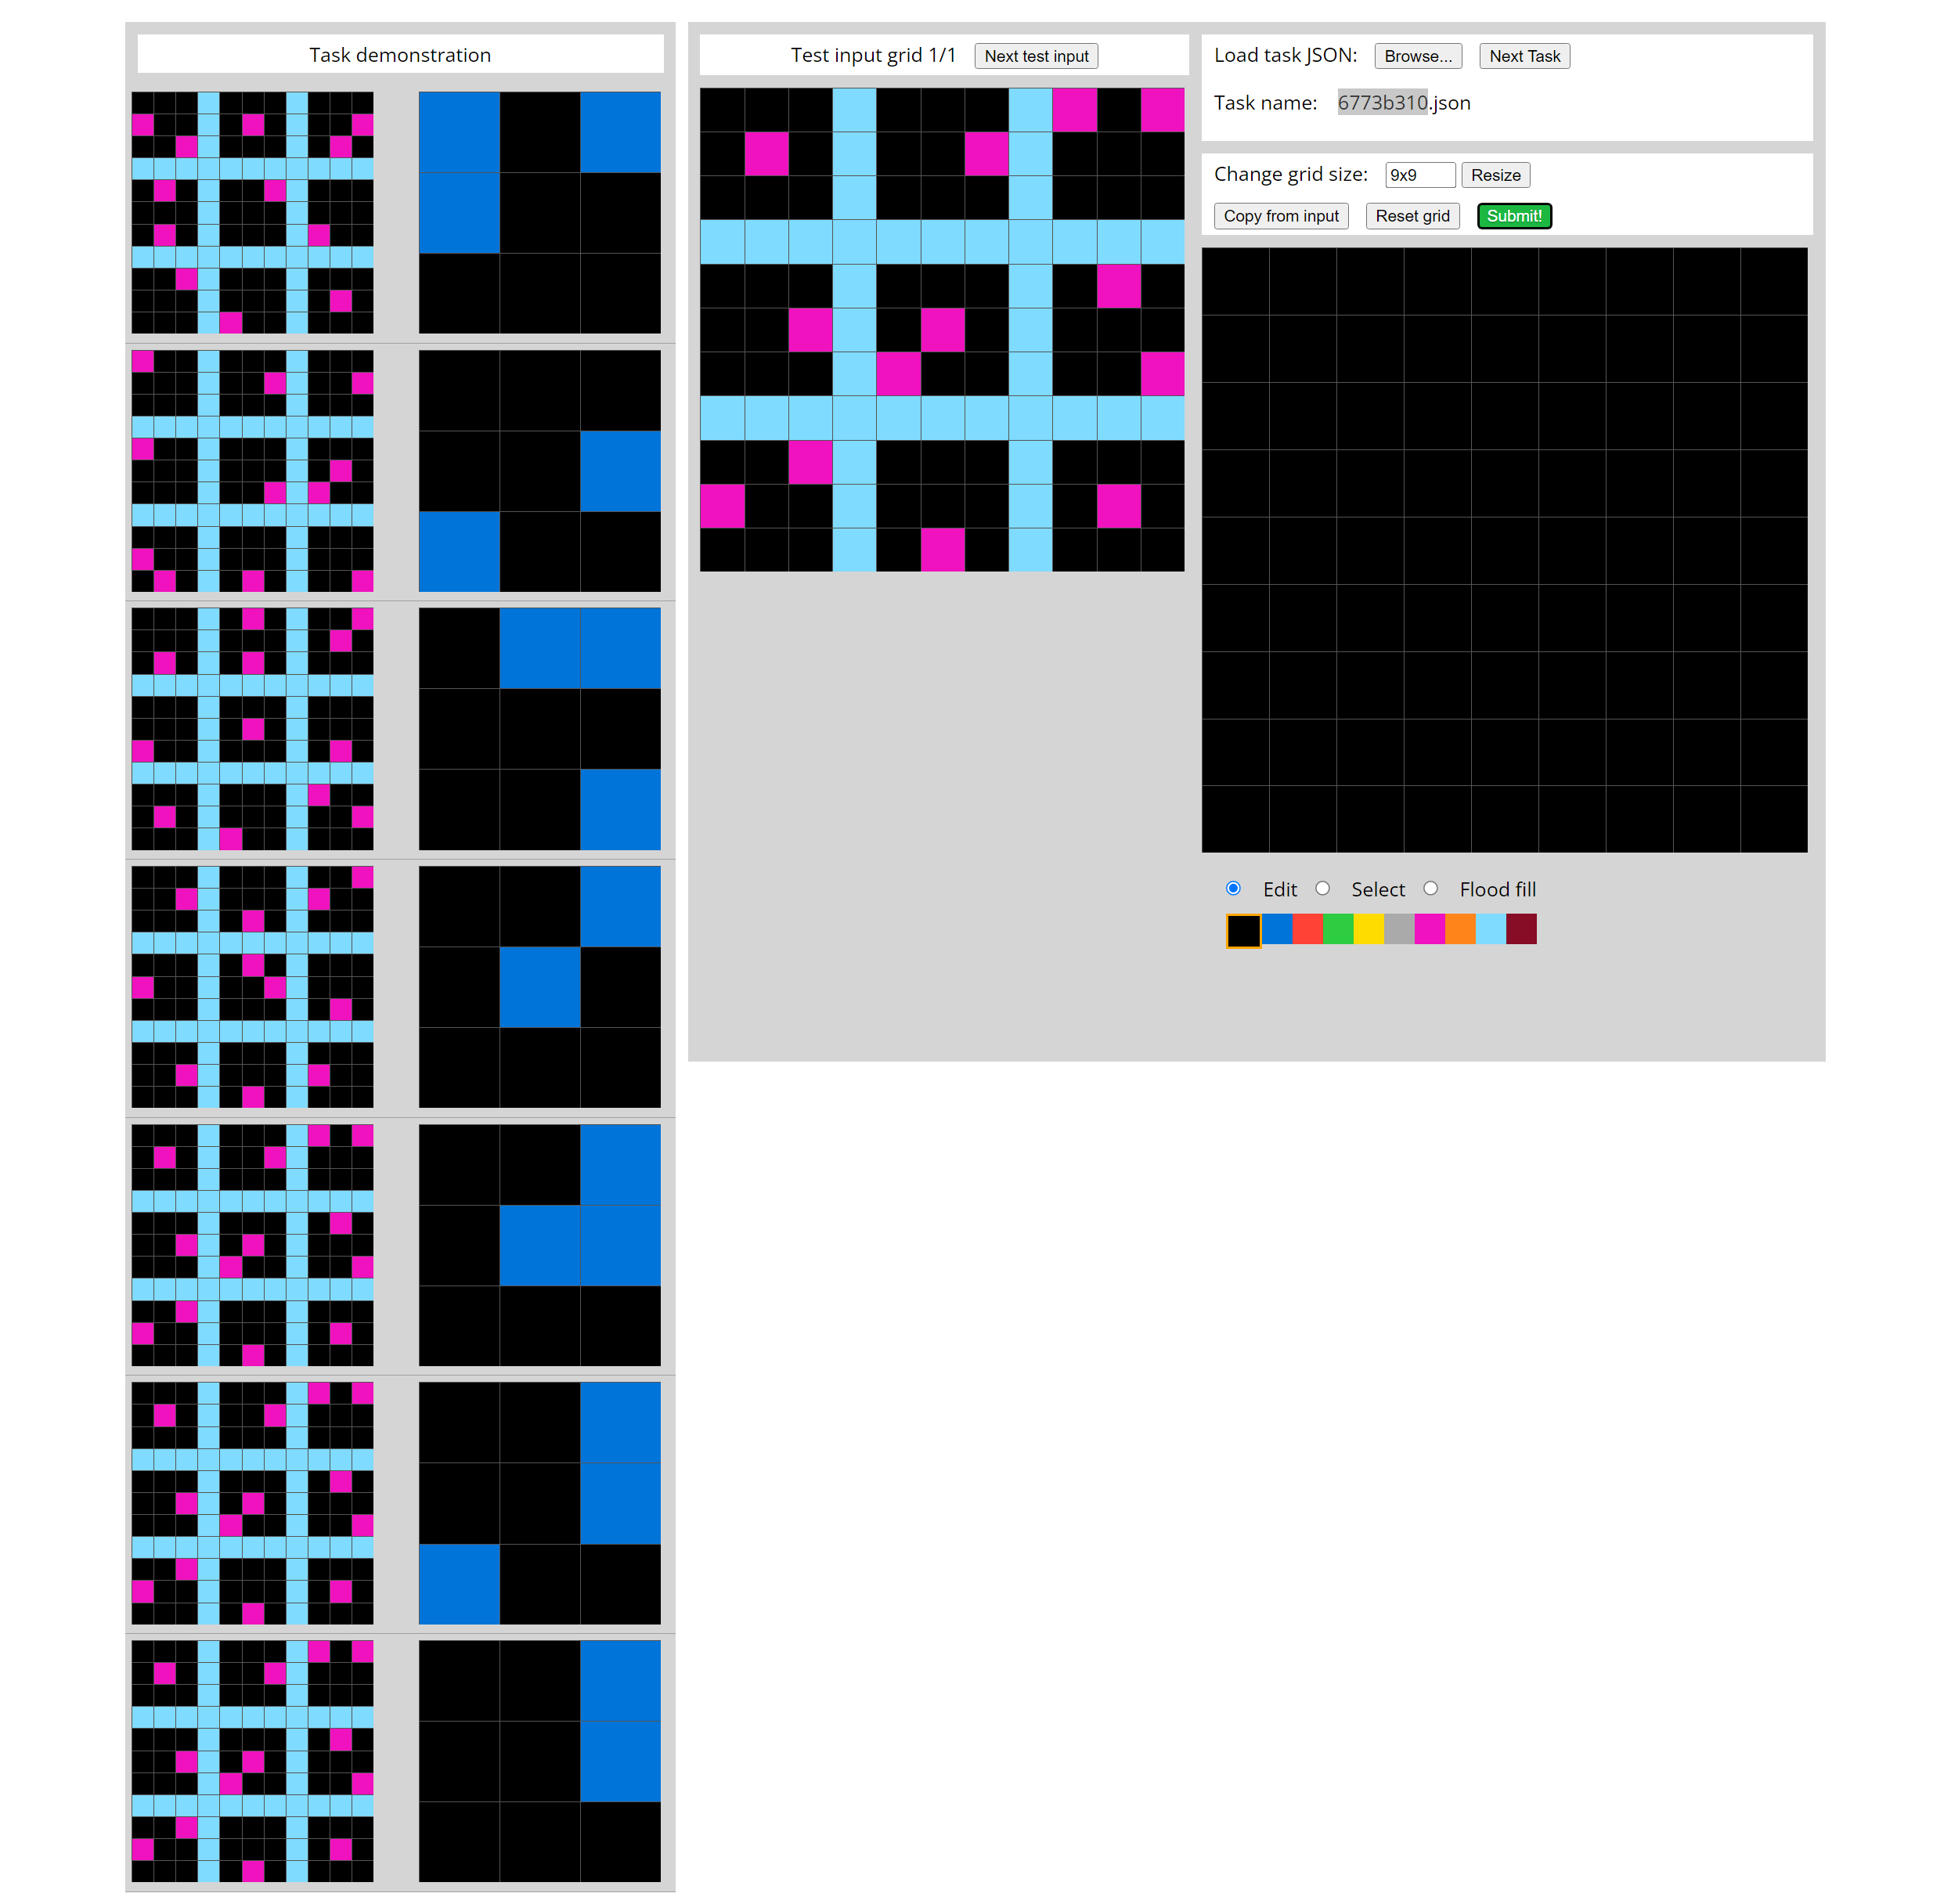 Task demonstration
Test input grid 1/1 Next test input
Load task JSON: Browse... Next Task
Task name: 6773b310.json
Change grid size: 9x9 Resize
Copy from input Reset grid Submit!
Edit Select Flood fill